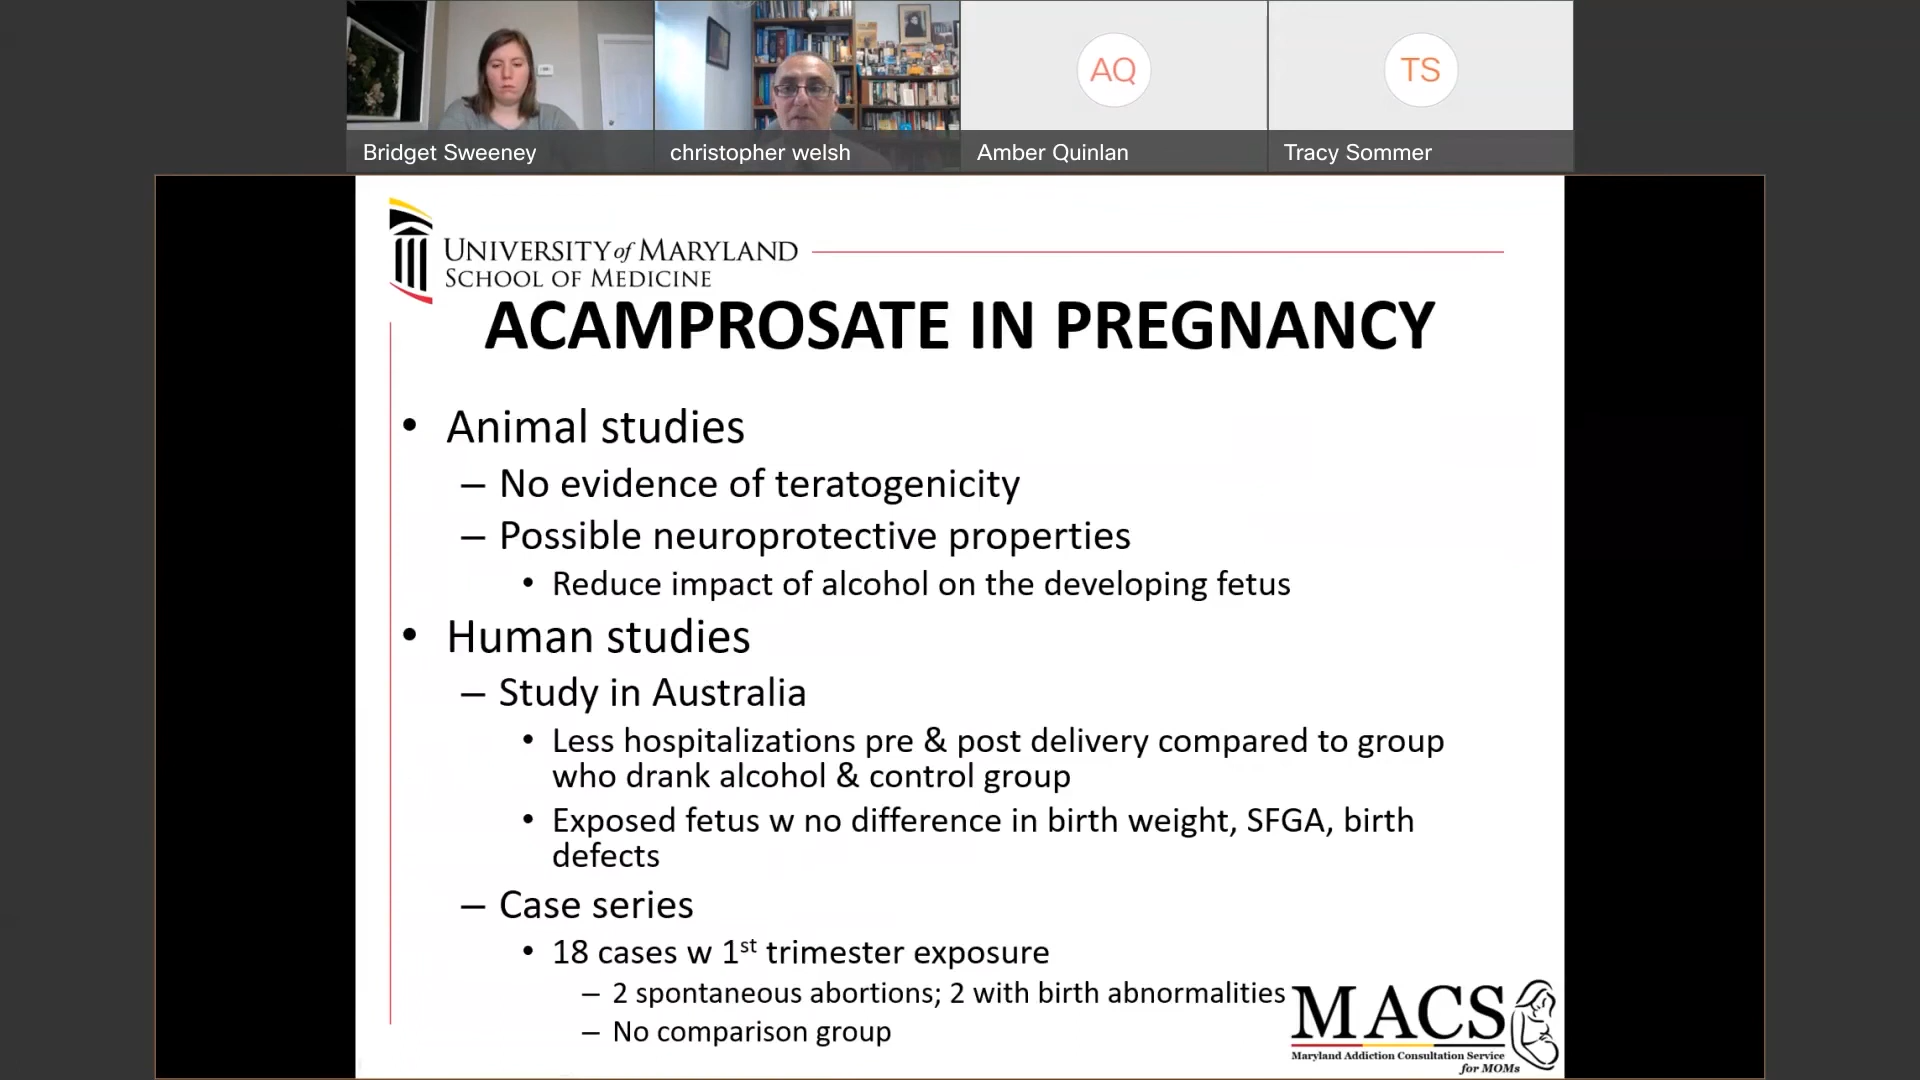 AQ
TS
Bridget Sweeney
christopher welsh
Amber Quinlan
Tracy Sommer
UNIVERSITY of MARYLAND
SCHOOL OF MEDICINE
ACAMPROSATE IN PREGNANCY
• Animal studies
– No evidence of teratogenicity
– Possible neuroprotective properties
• Reduce impact of alcohol on the developing fetus
• Human studies
– Study in Australia
• Less hospitalizations pre & post delivery compared to group
who drank alcohol & control group
• Exposed fetus w no difference in birth weight, SFGA, birth
defects
– Case series
• 18 cases w 1st trimester exposure
– 2 spontaneous abortions; 2 with birth abnormalities
– No comparison group
MACS
Maryland Addiction Consultation Service
for MOMs